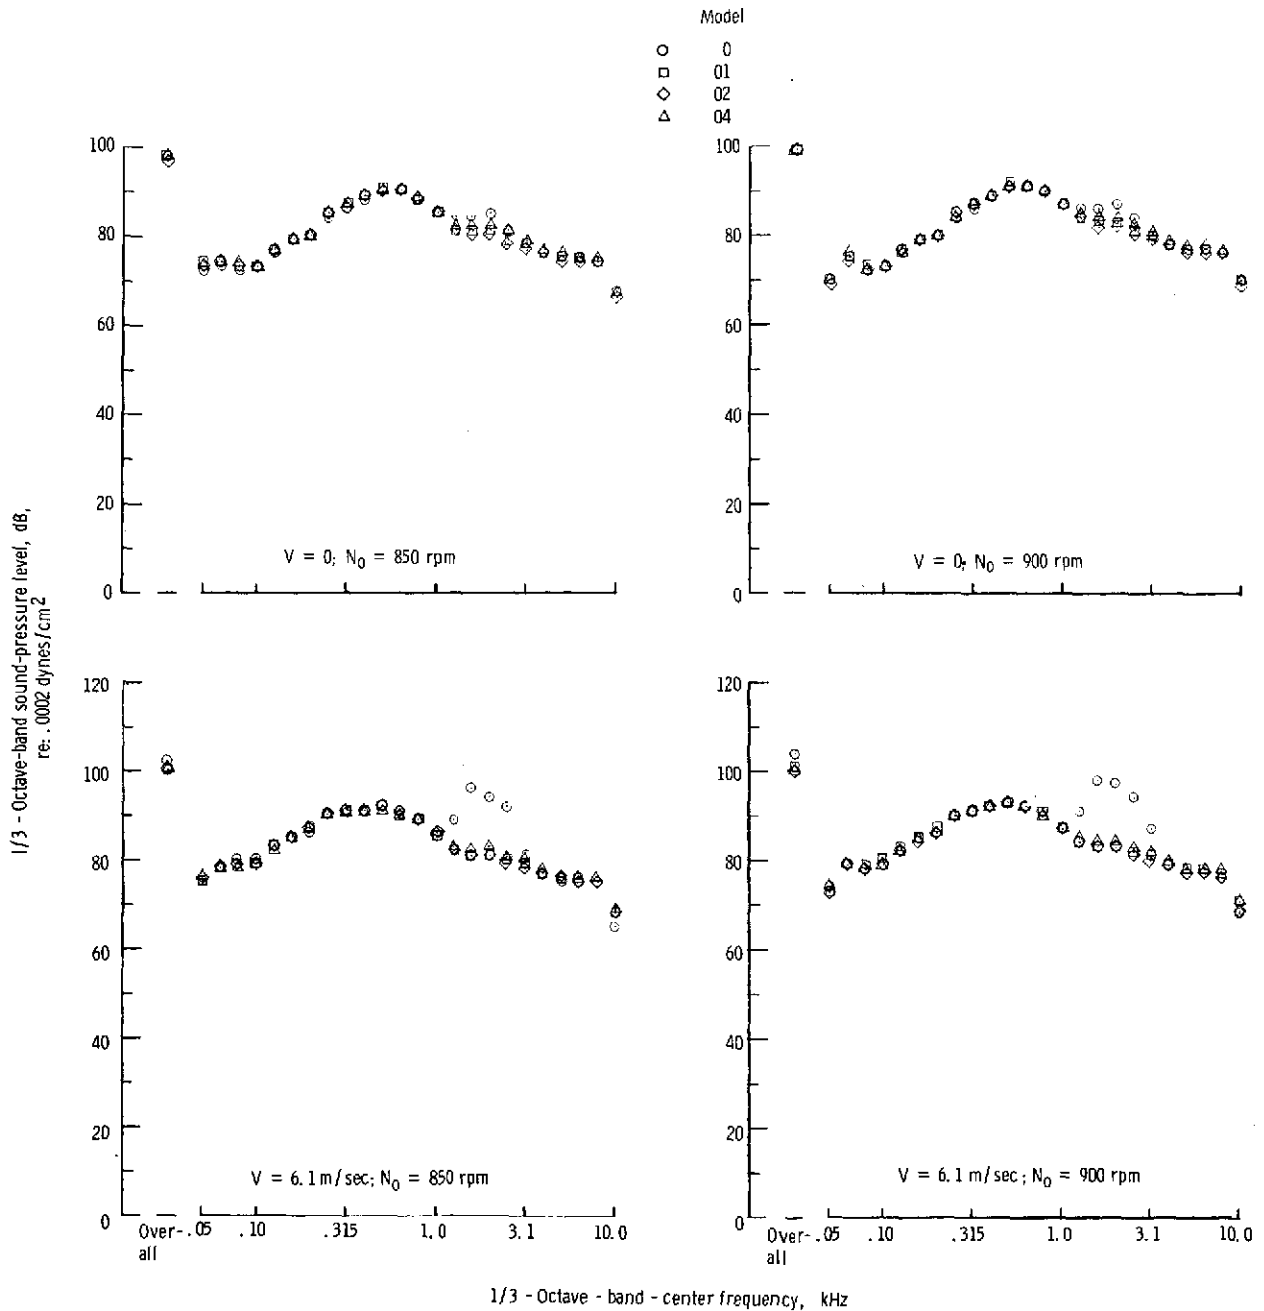 Model
0
01
02
04
100
80
60
40
20
0
V = 0; N0 = 850 rpm
100
80
60
40
20
0
V = 0; N0 = 900 rpm
1/3 - Octave-band sound-pressure level, dB,
re: .0002 dynes/cm2
120
100
80
60
40
20
0
V = 6.1 m/sec; N0 = 850 rpm
Over- .05 .10 .315 1.0 3.1 10.0
all
120
100
80
60
40
20
0
V = 6.1 m/sec; N0 = 900 rpm
Over- .05 .10 .315 1.0 3.1 10.0
all
1/3 - Octave - band - center frequency, kHz